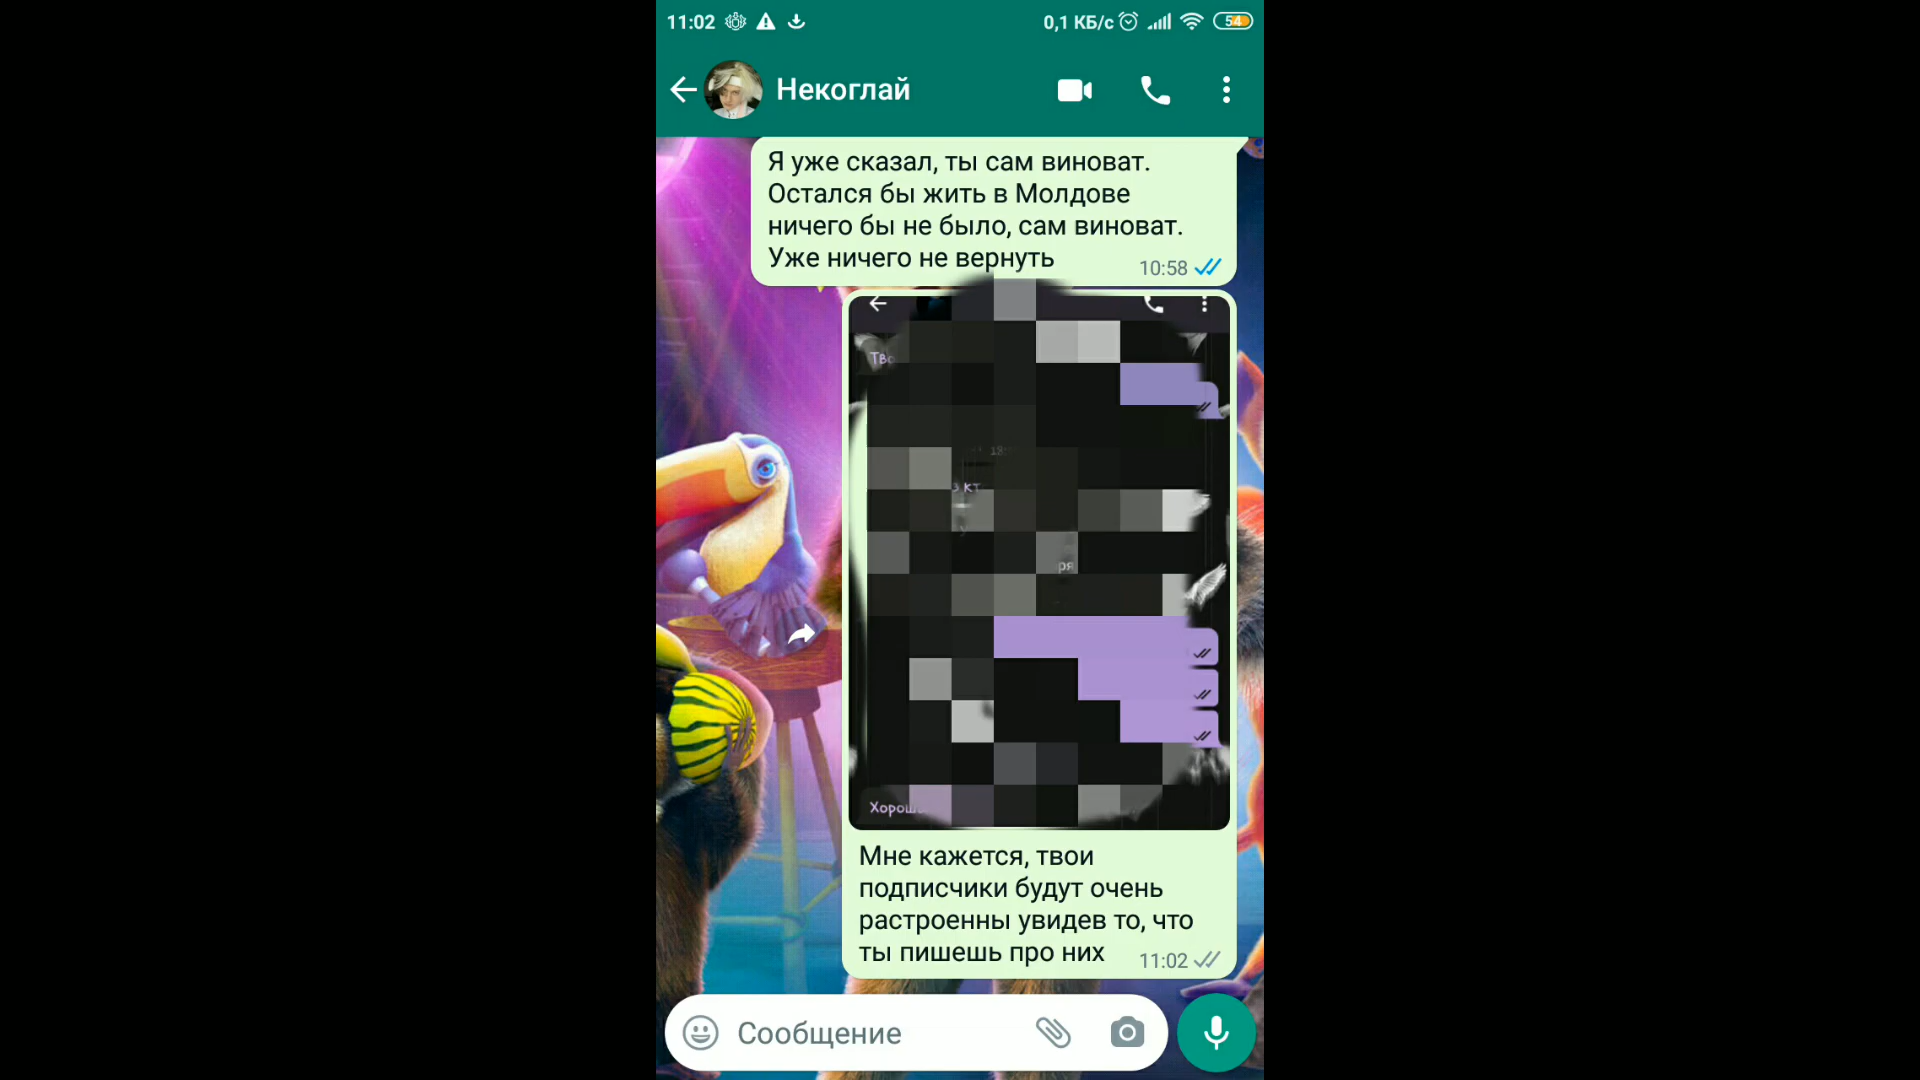 11:02 0,1 КБ/с 54
Некоглай
Я уже сказал, ты сам виноват.
Остался бы жить в Молдове
ничего бы не было, сам виноват.
Уже ничего не вернуть
10:58
Мне кажется, твои
подписчики будут очень
растроенны увидев то, что
ты пишешь про них
11:02
Сообщение